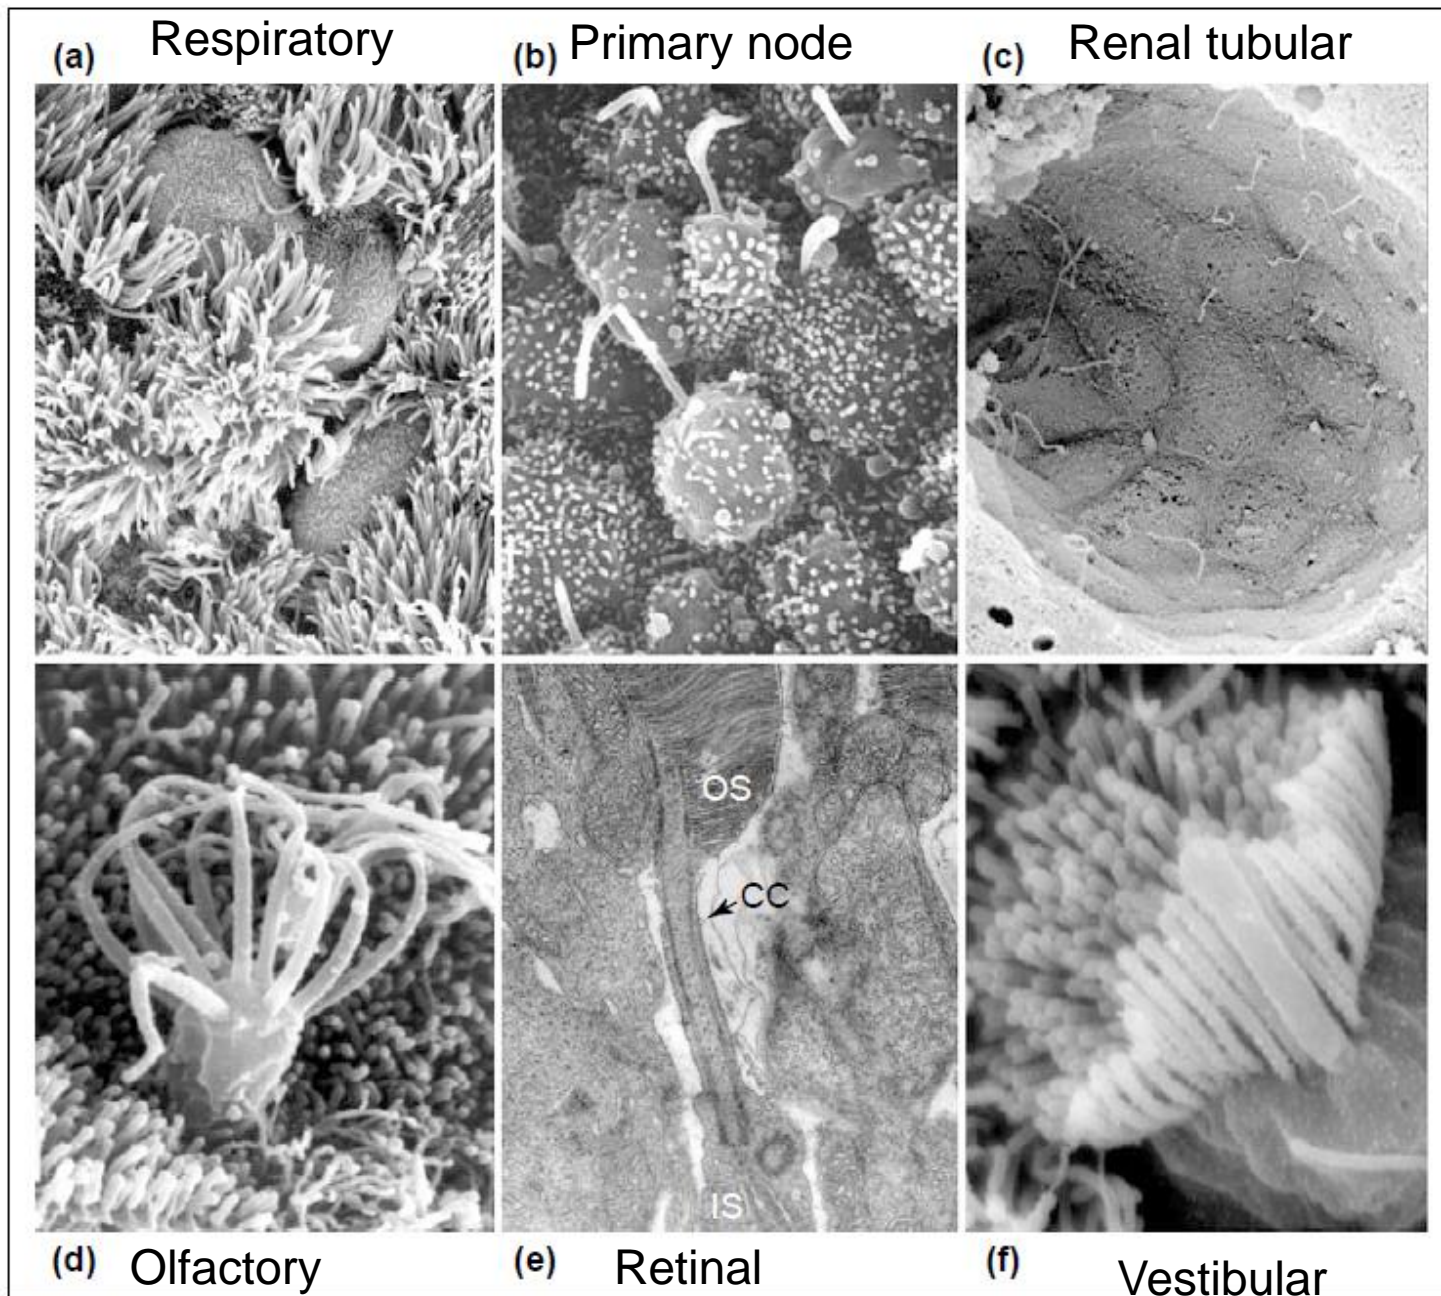 (a) Respiratory
(b) Primary node
(c) Renal tubular
OS
CC
IS
(d) Olfactory
(e) Retinal
(f) Vestibular